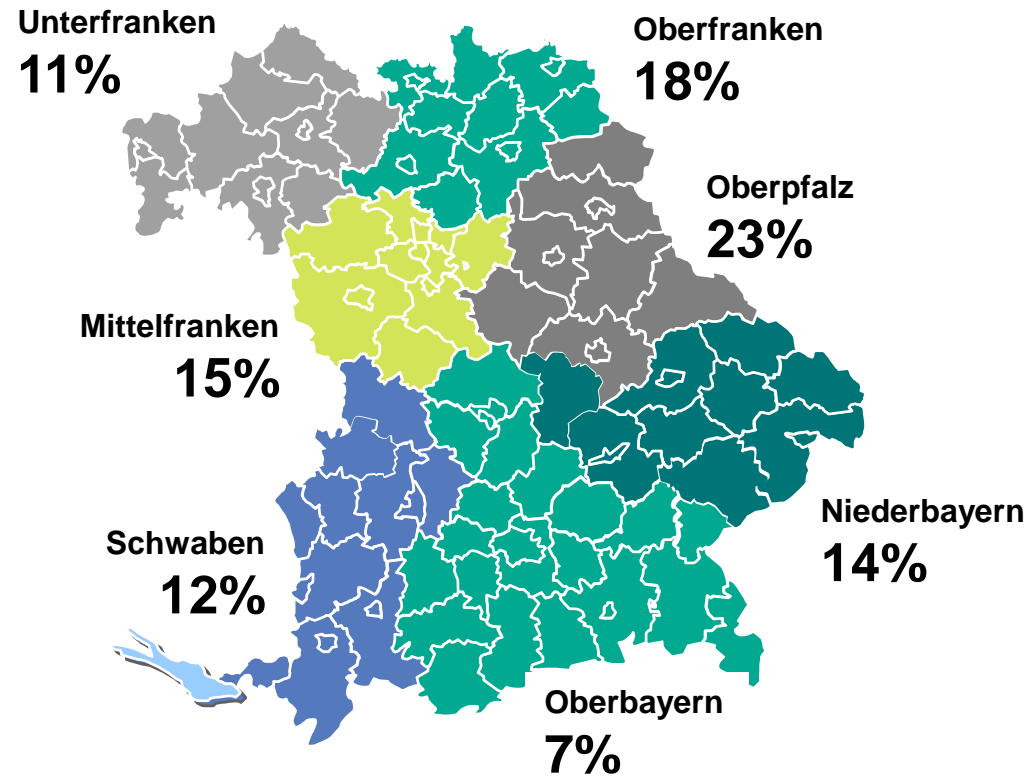 Unterfranken
11%
Oberfranken
18%
Oberpfalz
23%
Mittelfranken
15%
Niederbayern
14%
Schwaben
12%
Oberbayern
7%